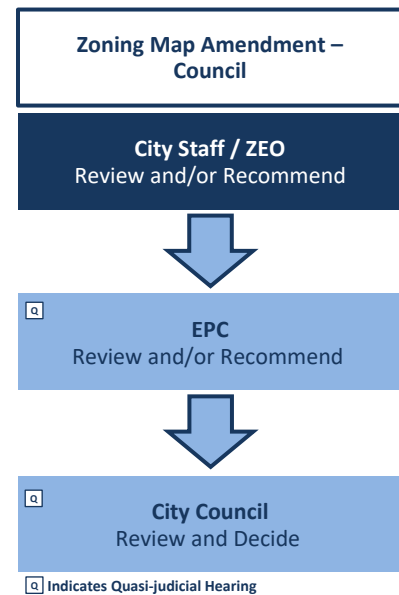 Zoning Map Amendment –
Council
City Staff / ZEO
Review and/or Recommend
Q
EPC
Review and/or Recommend
Q
City Council
Review and Decide
Q Indicates Quasi-judicial Hearing